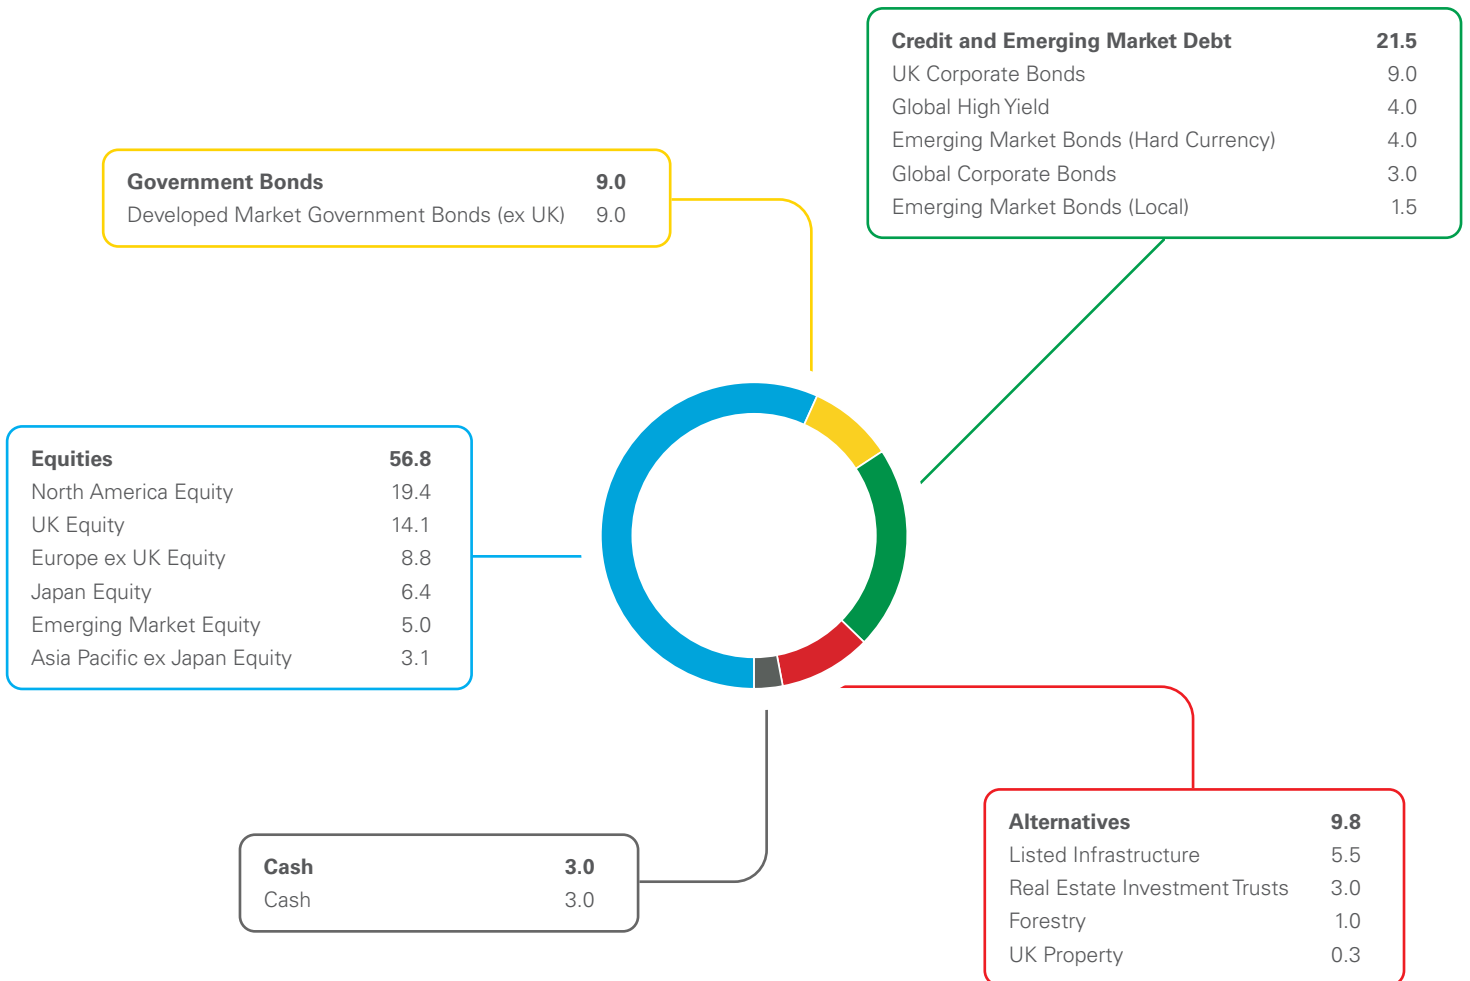 Credit and Emerging Market Debt 21.5
UK Corporate Bonds 9.0
Global High Yield 4.0
Emerging Market Bonds (Hard Currency) 4.0
Global Corporate Bonds 3.0
Emerging Market Bonds (Local) 1.5
Government Bonds 9.0
Developed Market Government Bonds (ex UK) 9.0
Equities 56.8
North America Equity 19.4
UK Equity 14.1
Europe ex UK Equity 8.8
Japan Equity 6.4
Emerging Market Equity 5.0
Asia Pacific ex Japan Equity 3.1
Alternatives 9.8
Listed Infrastructure 5.5
Real Estate Investment Trusts 3.0
Forestry 1.0
UK Property 0.3
Cash 3.0
Cash 3.0